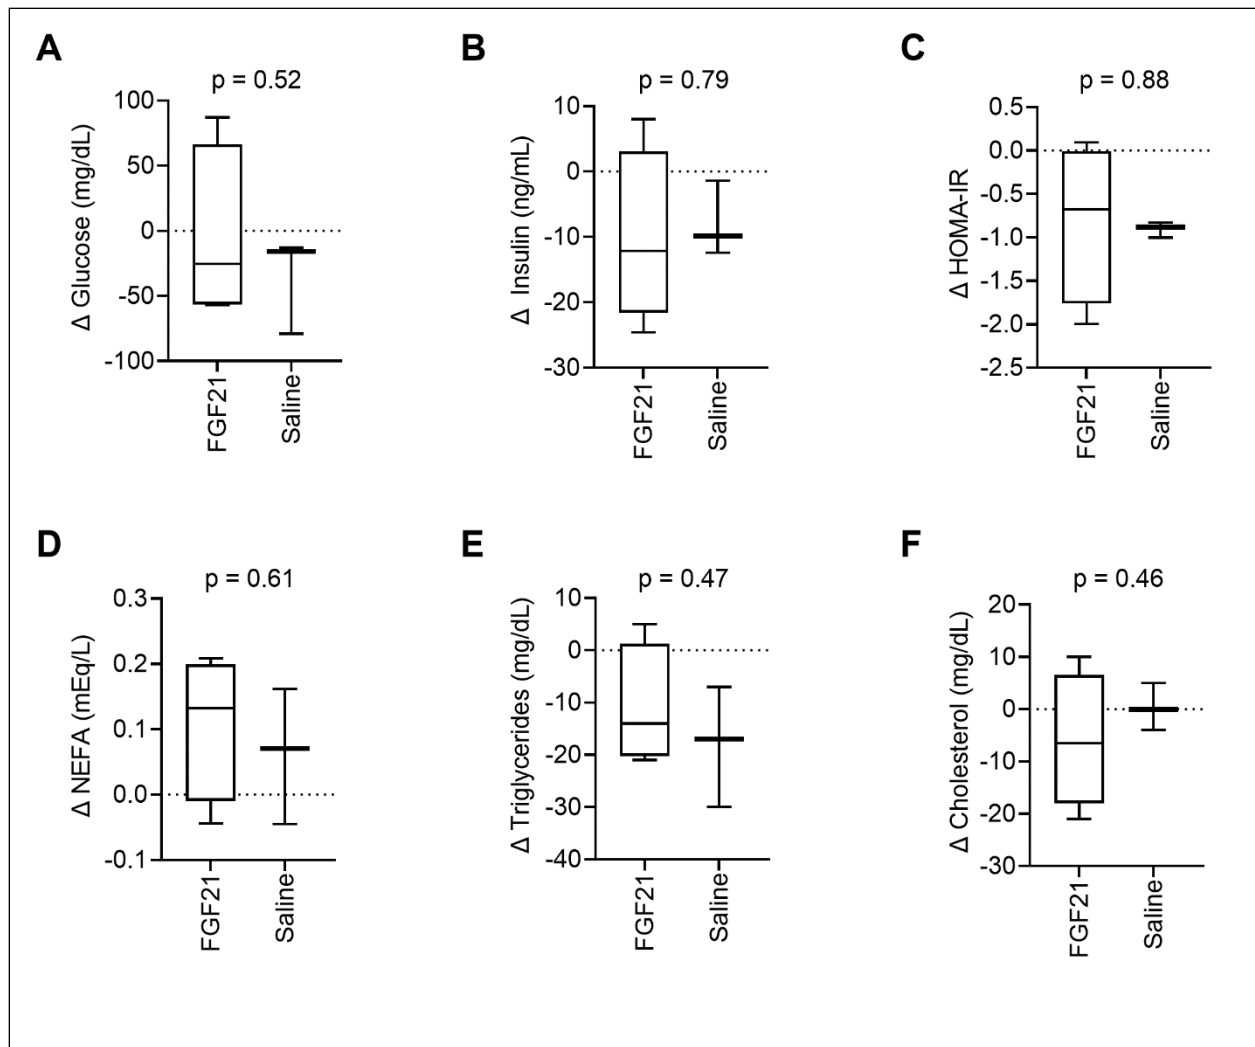 A
p = 0.52
Δ Glucose (mg/dL)
100
50
0
-50
-100
FGF21
Saline
B
p = 0.79
Δ Insulin (ng/mL)
10
0
-10
-20
-30
FGF21
Saline
C
p = 0.88
Δ HOMA-IR
0.5
0.0
-0.5
-1.0
-1.5
-2.0
-2.5
FGF21
Saline
D
p = 0.61
Δ NEFA (mEq/L)
0.3
0.2
0.1
0.0
-0.1
FGF21
Saline
E
p = 0.47
Δ Triglycerides (mg/dL)
10
0
-10
-20
-30
-40
FGF21
Saline
F
p = 0.46
Δ Cholesterol (mg/dL)
20
10
0
-10
-20
-30
FGF21
Saline